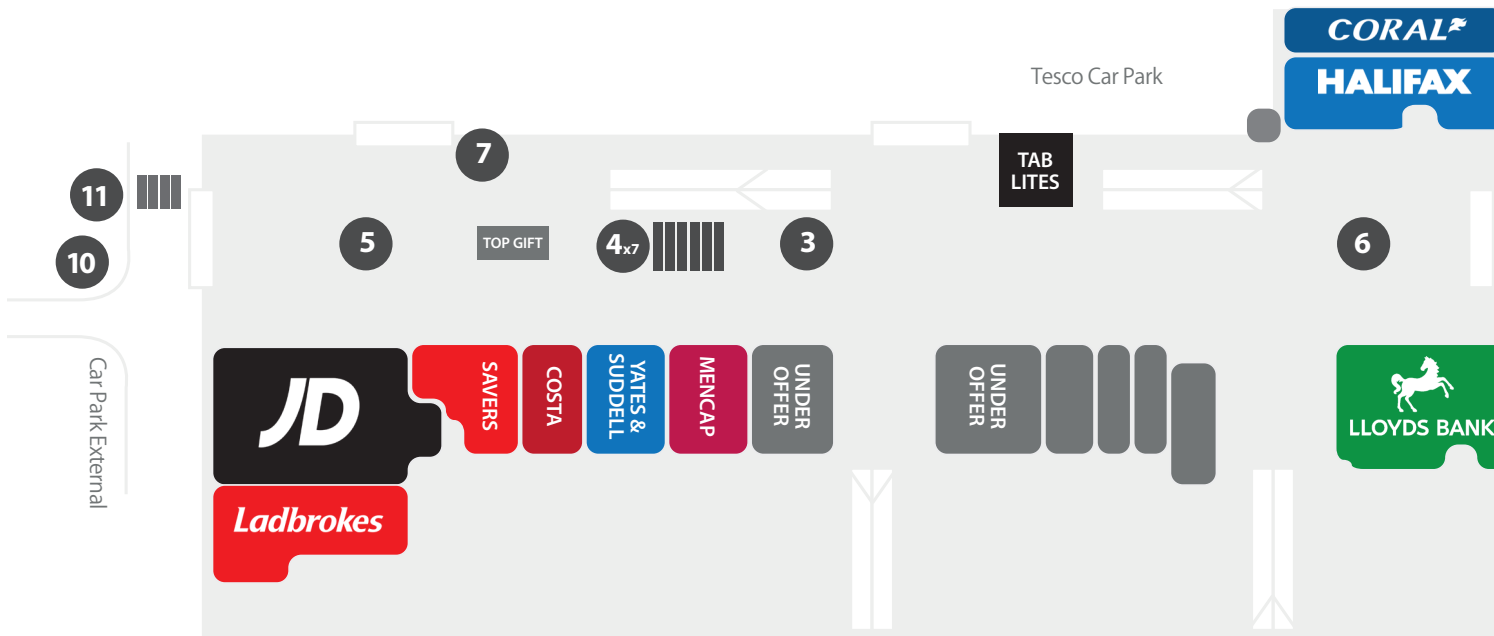 CORAL
HALIFAX
Tesco Car Park
TAB
LITES
7
11
10
5
TOP GIFT
4x7
3
6
Car Park External
JD
SAVERS
COSTA
YATES &
SUDDELL
MENCAP
UNDER
OFFER
UNDER
OFFER
LLOYDS BANK
Ladbrokes